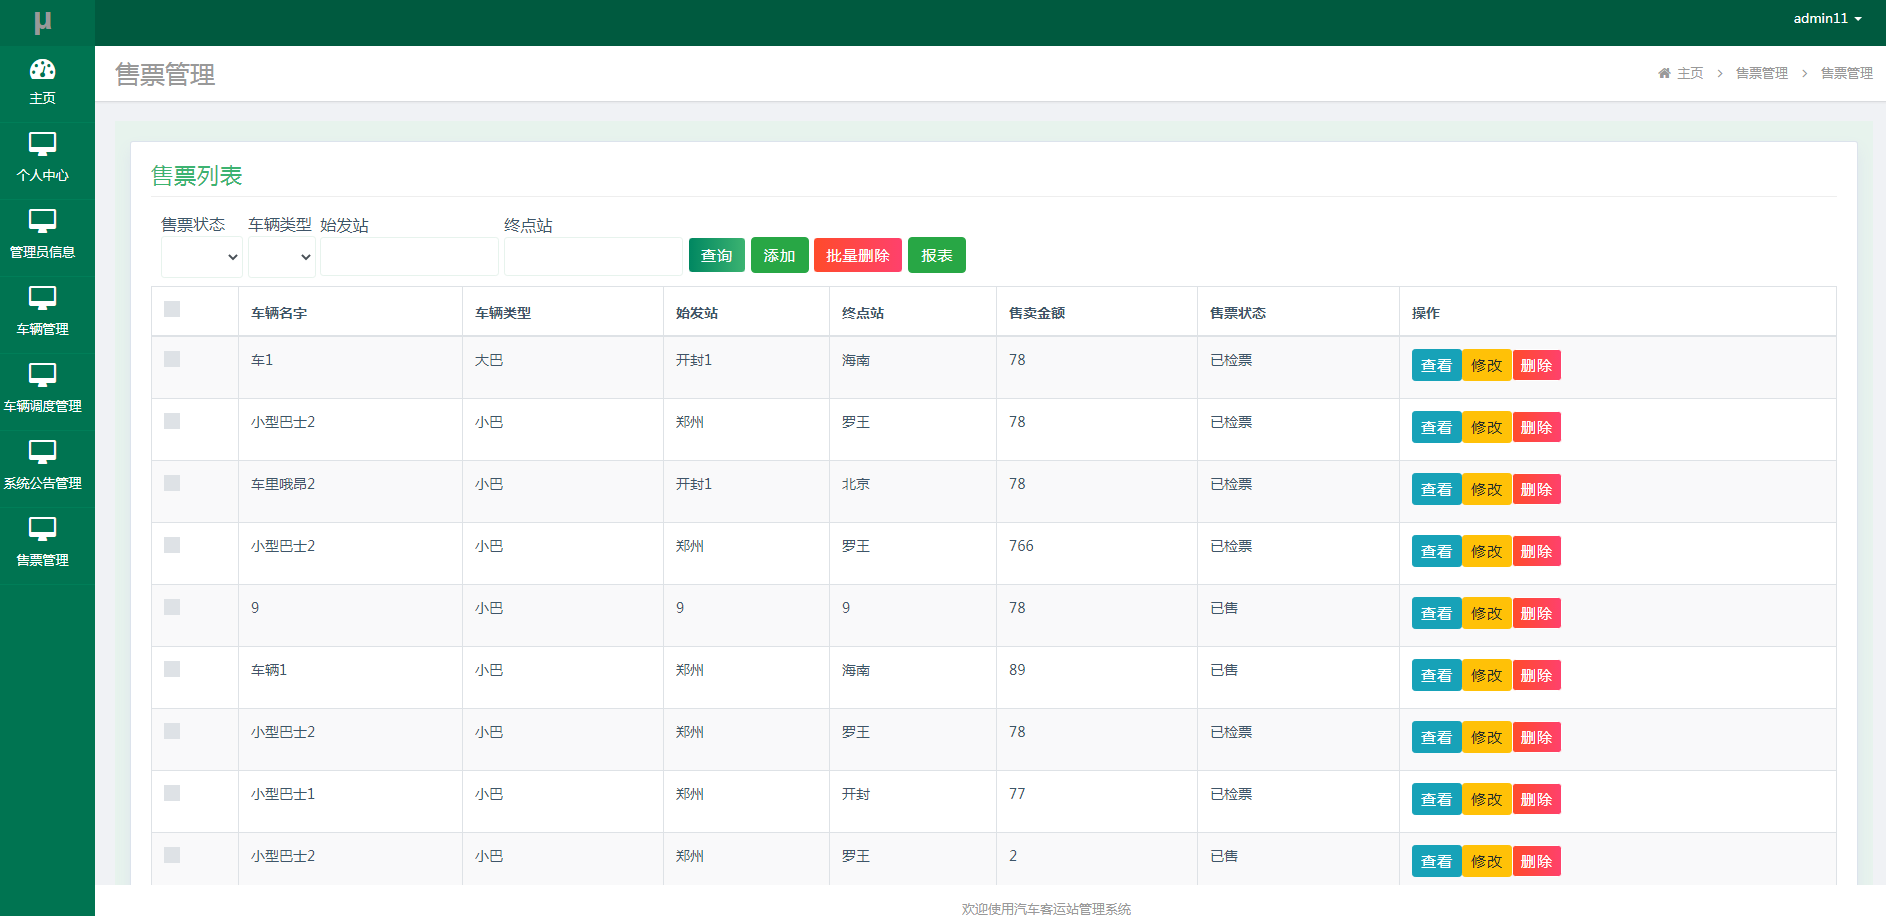 µ
admin11
主页
个人中心
管理员信息
车辆管理
车辆调度管理
系统公告管理
售票管理
售票管理
主页 > 售票管理 > 售票管理
售票列表
售票状态 车辆类型 始发站 终点站
查询 添加 批量删除 报表
车辆名字 车辆类型 始发站 终点站 售卖金额 售票状态 操作
车1 大巴 开封1 海南 78 已检票 查看 修改 删除
小型巴士2 小巴 郑州 罗王 78 已检票 查看 修改 删除
车里哦昂2 小巴 开封1 北京 78 已检票 查看 修改 删除
小型巴士2 小巴 郑州 罗王 766 已检票 查看 修改 删除
9 小巴 9 9 78 已售 查看 修改 删除
车辆1 小巴 郑州 海南 89 已售 查看 修改 删除
小型巴士2 小巴 郑州 罗王 78 已检票 查看 修改 删除
小型巴士1 小巴 郑州 开封 77 已检票 查看 修改 删除
小型巴士2 小巴 郑州 罗王 2 已售 查看 修改 删除
欢迎使用汽车客运站管理系统